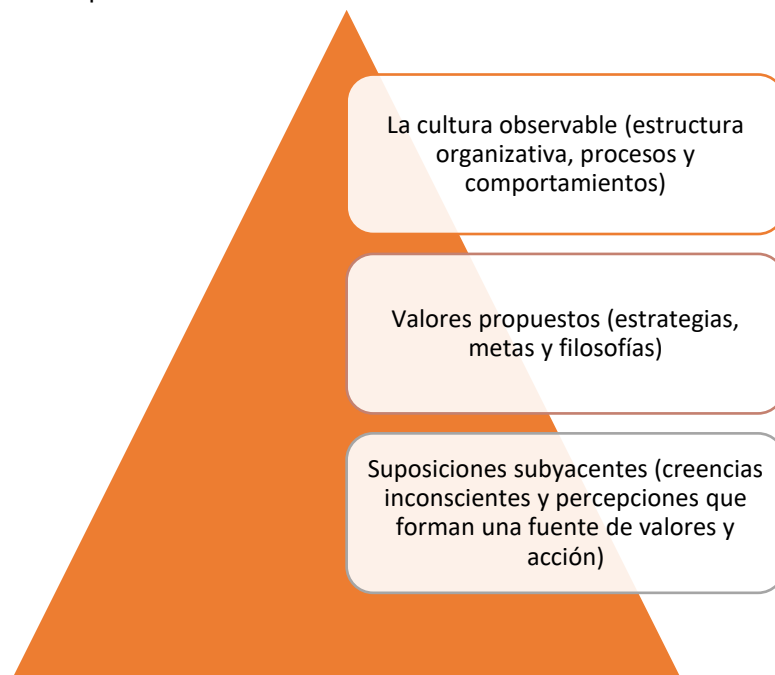 La cultura observable (estructura
organizativa, procesos y
comportamientos)
Valores propuestos (estrategias,
metas y filosofías)
Suposiciones subyacentes (creencias
inconscientes y percepciones que
forman una fuente de valores y
acción)